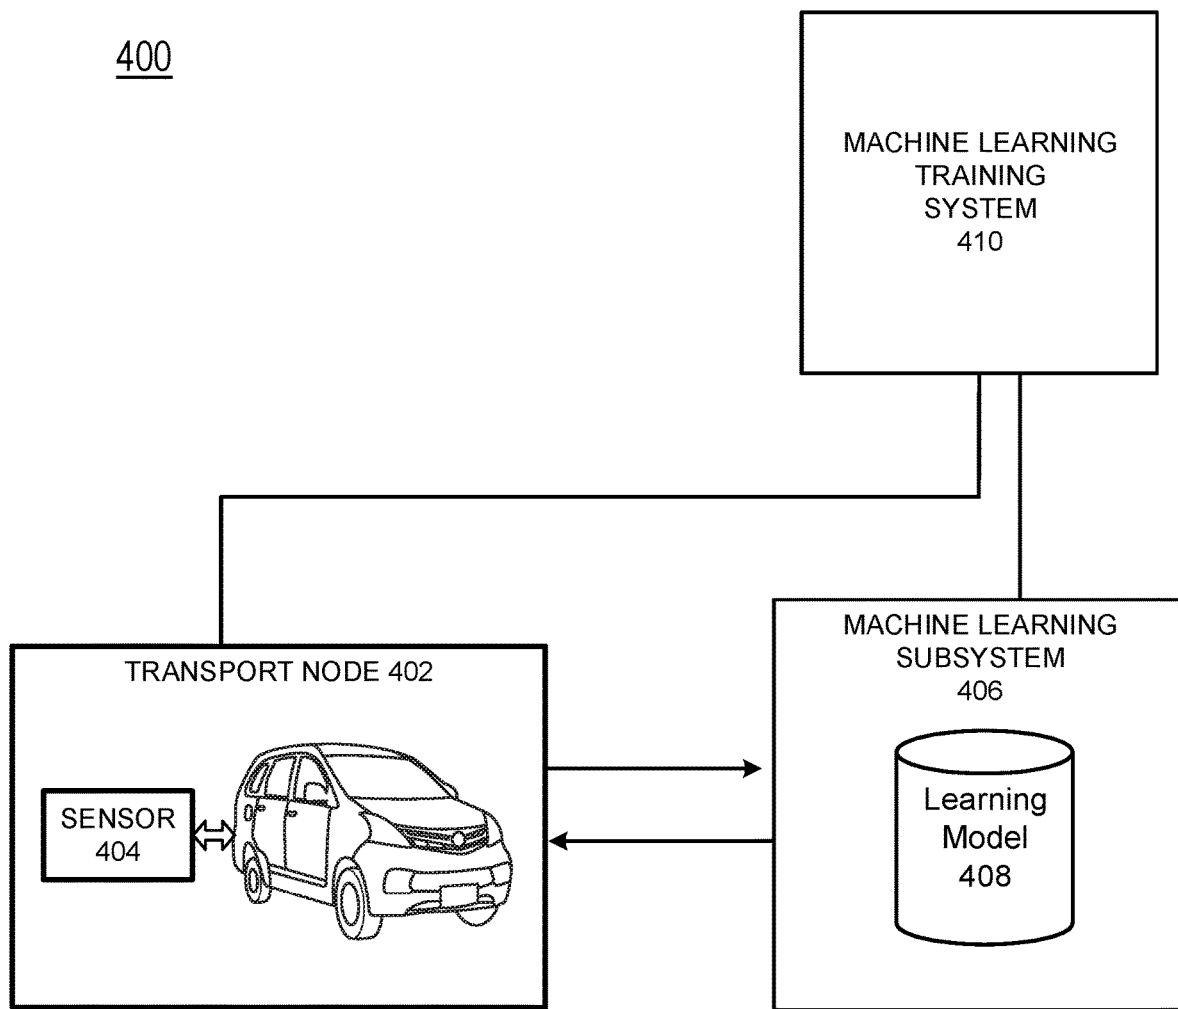 400
MACHINE LEARNING
TRAINING
SYSTEM
410
TRANSPORT NODE 402
SENSOR
404
MACHINE LEARNING
SUBSYSTEM
406
Learning
Model
408